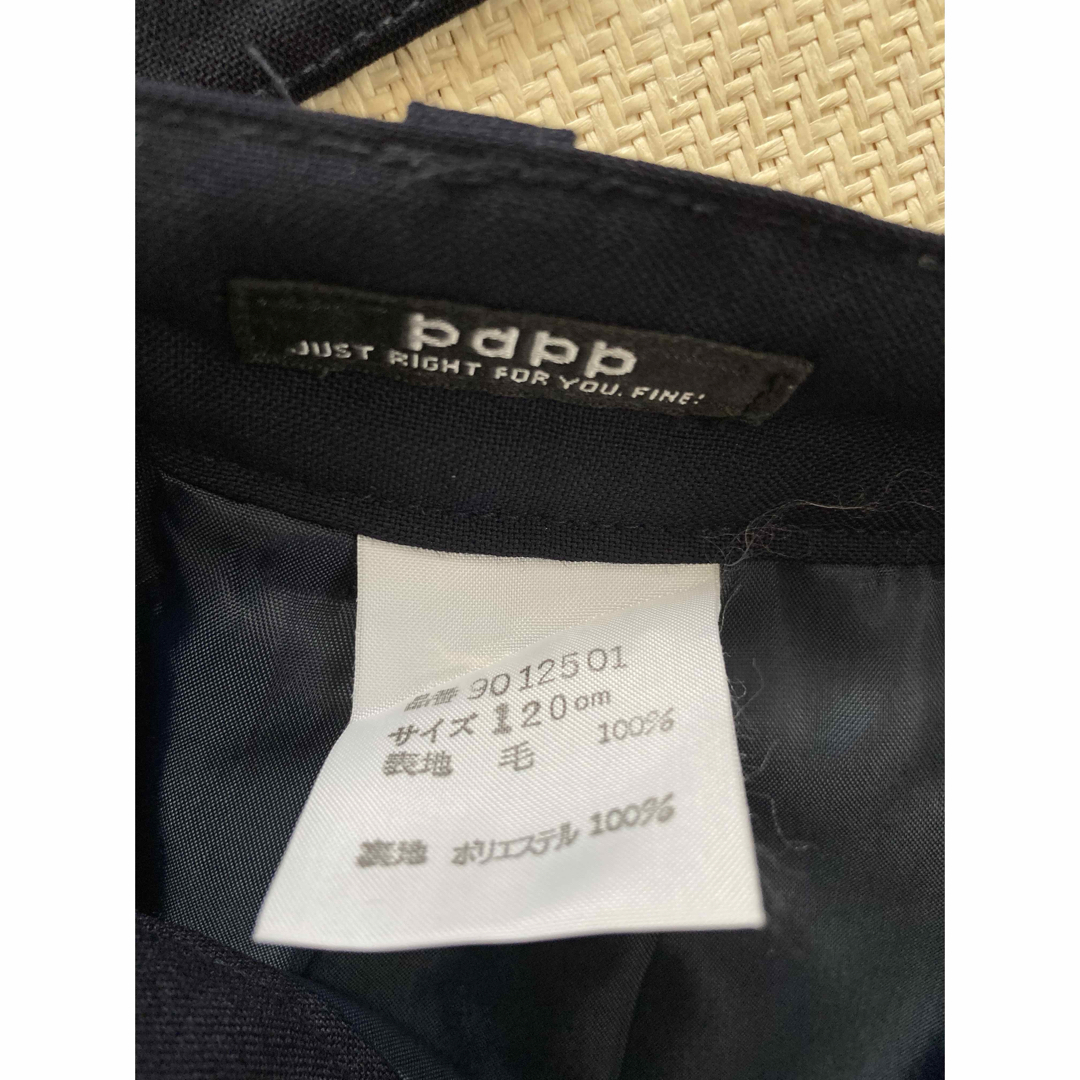 pdpp
JUST RIGHT FOR YOU. FINE!
品番 9012501
サイズ 120cm
表地 毛 100%
裏地 ポリエステル 100%